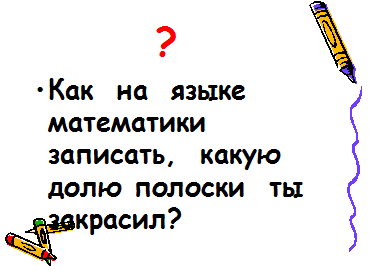 ?
• Как на языке
математики
записать, какую
долю полоски ты
закрасил?